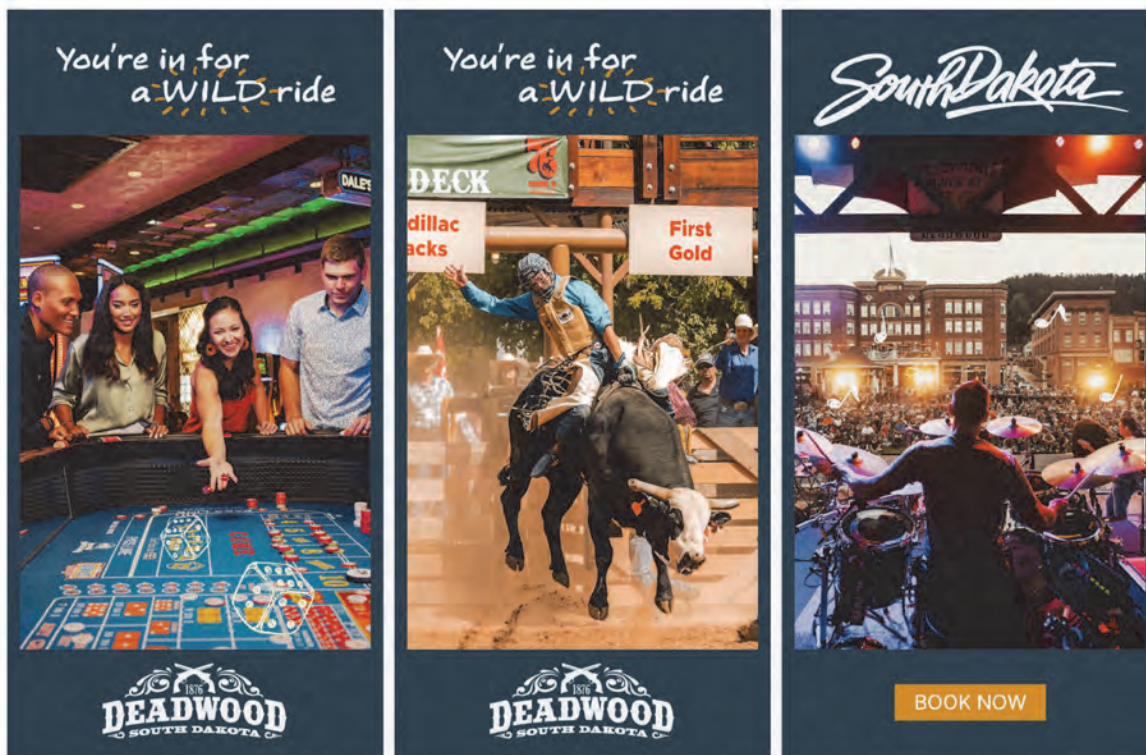 You're in for
a WILD ride
DALE'S
1876
DEADWOOD
SOUTH DAKOTA
You're in for
a WILD ride
DECK
dillac
acks
First
Gold
1876
DEADWOOD
SOUTH DAKOTA
South Dakota
BOOK NOW